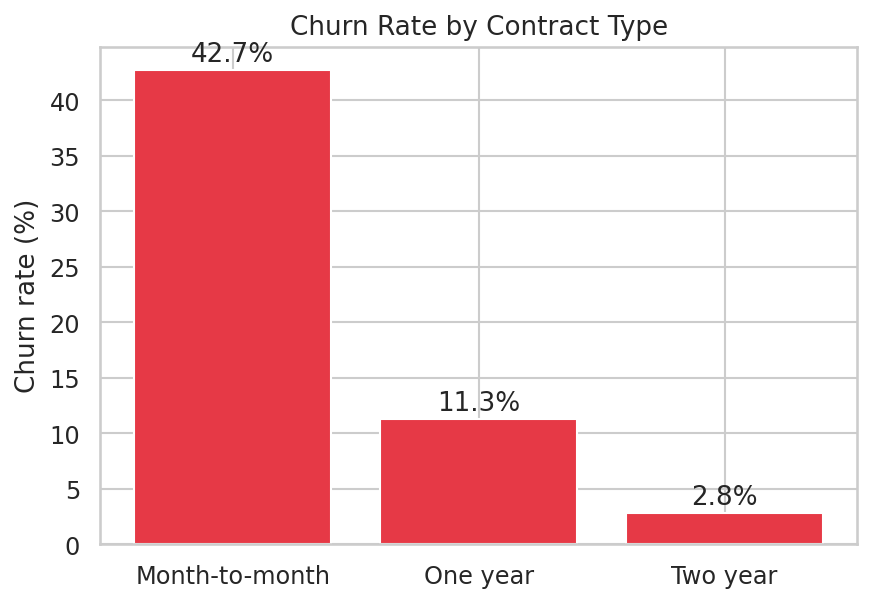 Churn Rate by Contract Type
42.7%
11.3%
2.8%
Churn rate (%)
40
35
30
25
20
15
10
5
0
Month-to-month
One year
Two year